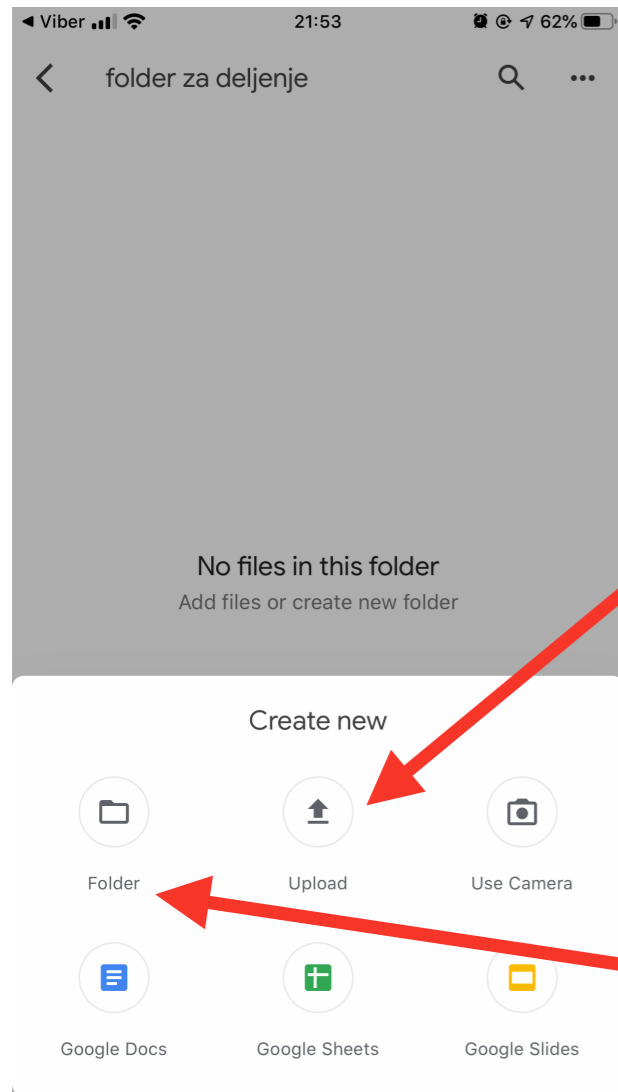 Viber 21:53 62%
folder za deljenje
No files in this folder
Add files or create new folder
Create new
Folder Upload Use Camera
Google Docs Google Sheets Google Slides